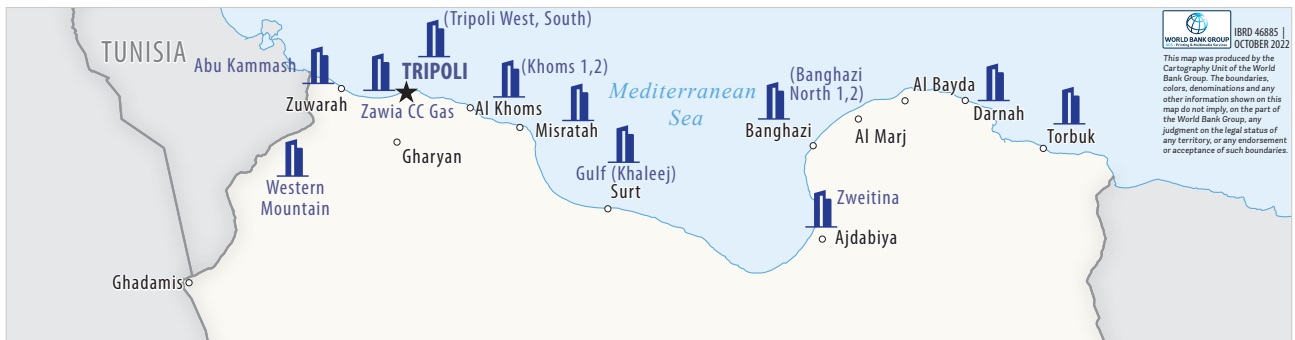 (Tripoli West, South)
TUNISIA
Abu Kammash
TRIPOLI
(Khoms 1,2)
Zuwarah
Zawia CC Gas
Al Khoms
Misratah
Gharyan
Mediterranean
Sea
(Banghazi
North 1,2)
Banghazi
Al Bayda
Al Marj
Darnah
Torbuk
Western
Mountain
Gulf (Khaleej)
Surt
Zweitina
Ajdabiya
Ghadamis
WORLD BANK GROUP
IBRD 46885 |
OCTOBER 2022
This map was produced by the
Cartography Unit of the World
Bank Group. The boundaries,
colors, denominations and any
other information shown on this
map do not imply, on the part of
the World Bank Group, any
judgment on the legal status of
any territory, or any endorsement
or acceptance of such boundaries.